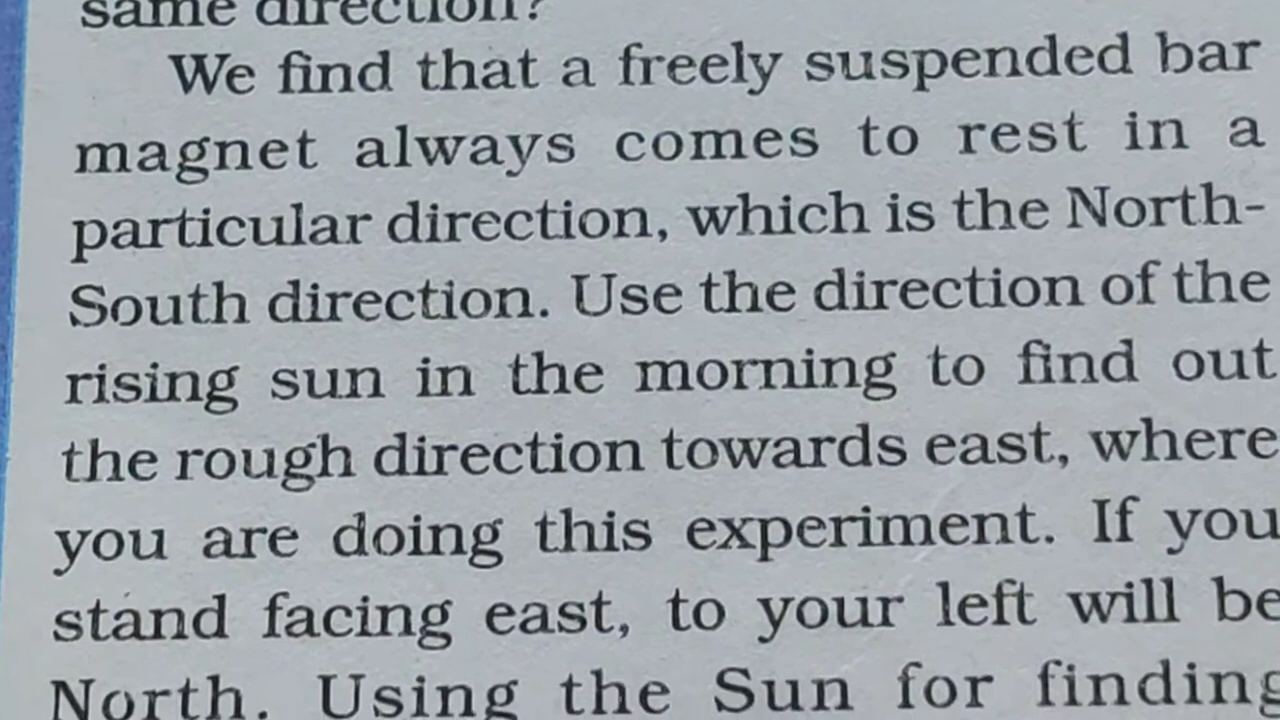 same direction?
We find that a freely suspended bar
magnet always comes to rest in a
particular direction, which is the North-
South direction. Use the direction of the
rising sun in the morning to find out
the rough direction towards east, where
you are doing this experiment. If you
stand facing east, to your left will be
North. Using the Sun for finding